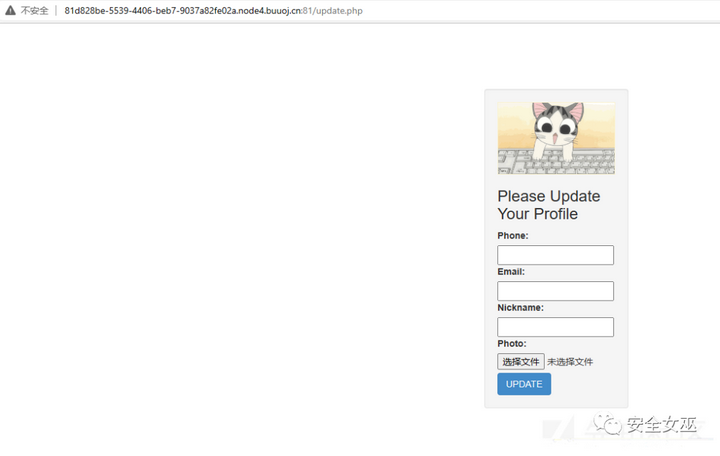 不安全 | 81d828be-5539-4406-beb7-9037a82fe02a.node4.buuoj.cn:81/update.php
Please Update
Your Profile
Phone:
Email:
Nickname:
Photo:
选择文件 未选择文件
UPDATE
安全女巫